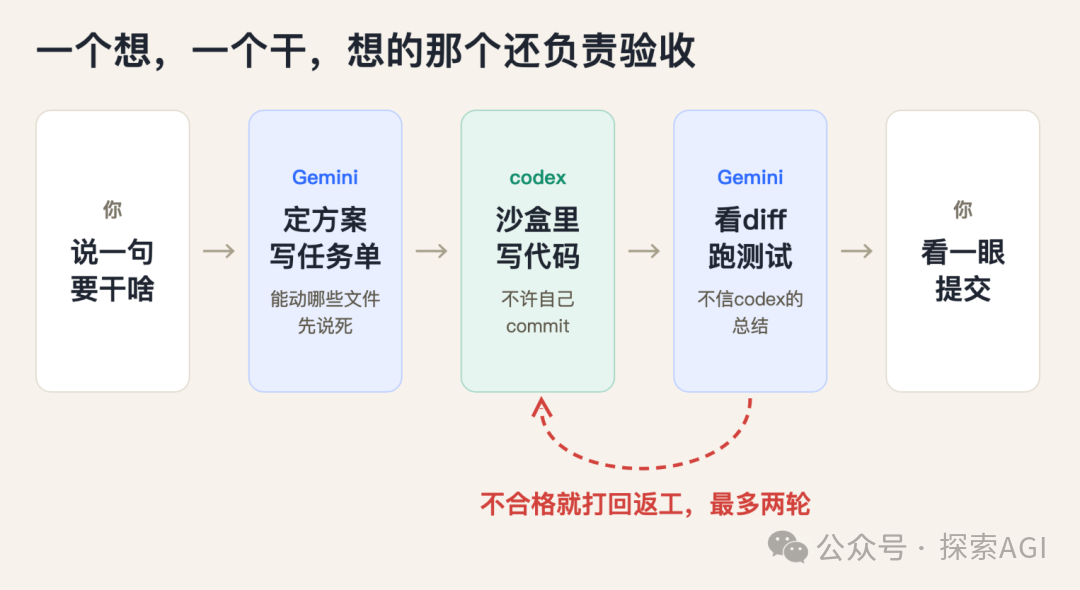 一个想，一个干，想的那个还负责验收
你
说一句
要干啥
Gemini
定方案
写任务单
能动哪些文件
先说死
codex
沙盒里
写代码
不许自己
commit
Gemini
看diff
跑测试
不信codex的
总结
你
看一眼
提交
不合格就打回返工，最多两轮
公众号 · 探索AGI